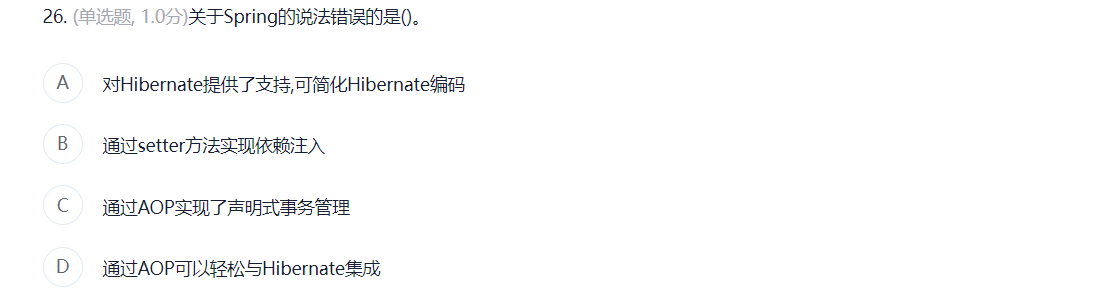 26. (单选题, 1.0分)关于Spring的说法错误的是()。
A 对Hibernate提供了支持,可简化Hibernate编码
B 通过setter方法实现依赖注入
C 通过AOP实现了声明式事务管理
D 通过AOP可以轻松与Hibernate集成